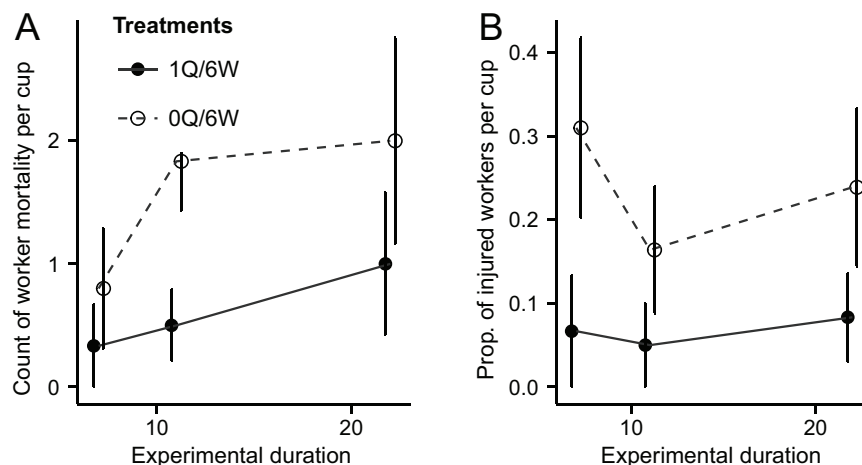 A
Treatments
1Q/6W
0Q/6W
Count of worker mortality per cup
2
1
0
10
20
Experimental duration
B
Prop. of injured workers per cup
0.4
0.3
0.2
0.1
0.0
10
20
Experimental duration